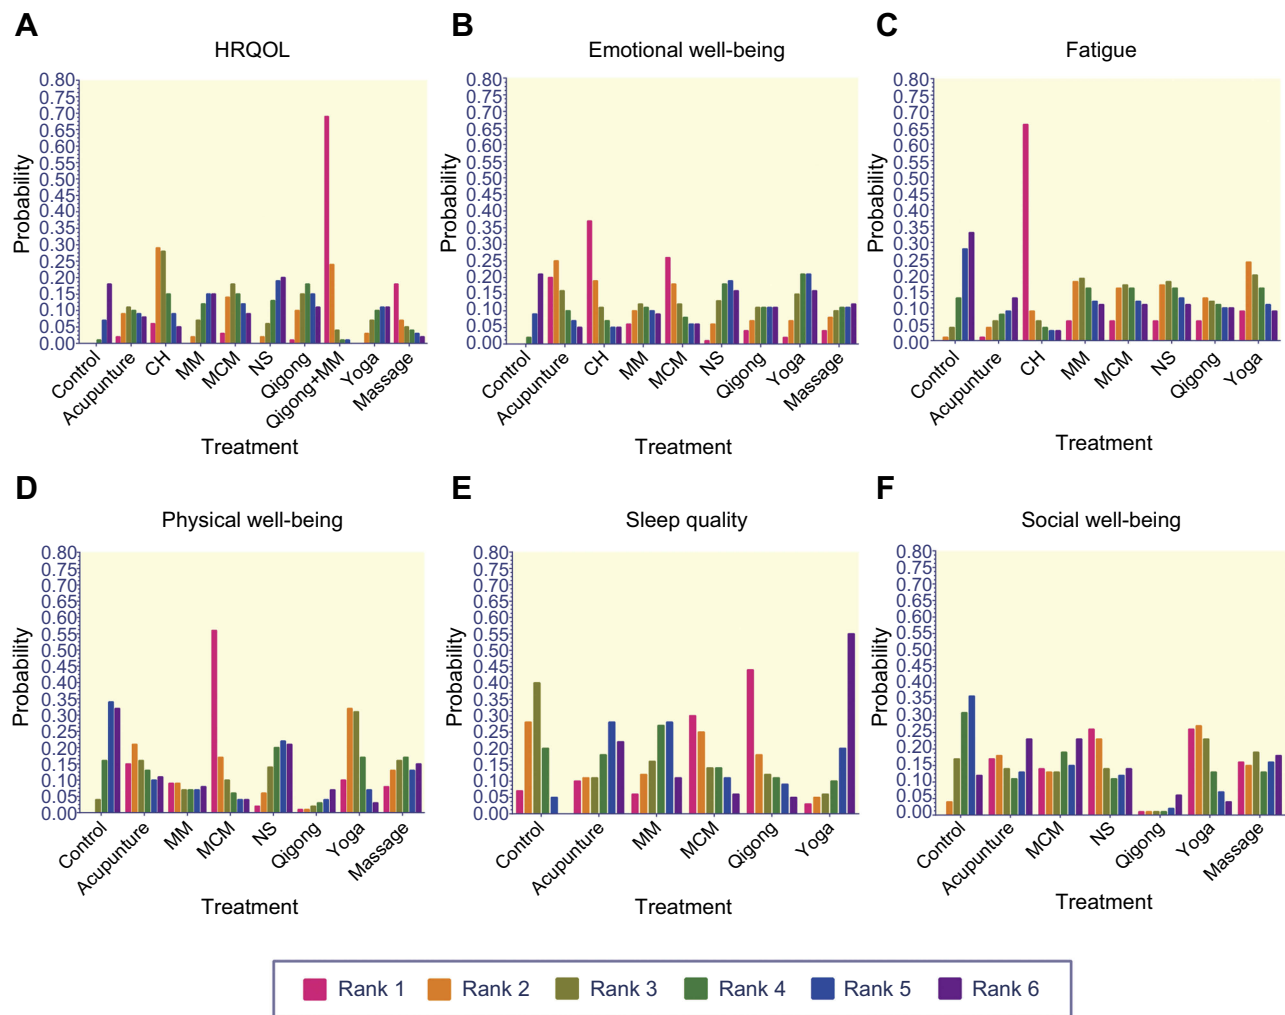 A
HRQOL
Probability
0.80
0.75
0.70
0.65
0.60
0.55
0.50
0.45
0.40
0.35
0.30
0.25
0.20
0.15
0.10
0.05
0.00
Control
Acupunture
CH
MM
MCM
NS
Qigong
Qigong+MM
Yoga
Massage
Treatment
B
Emotional well-being
Probability
0.80
0.75
0.70
0.65
0.60
0.55
0.50
0.45
0.40
0.35
0.30
0.25
0.20
0.15
0.10
0.05
0.00
Control
Acupunture
CH
MM
MCM
NS
Qigong
Yoga
Massage
Treatment
C
Fatigue
Probability
0.80
0.75
0.70
0.65
0.60
0.55
0.50
0.45
0.40
0.35
0.30
0.25
0.20
0.15
0.10
0.05
0.00
Control
Acupunture
CH
MM
MCM
NS
Qigong
Yoga
Treatment
D
Physical well-being
Probability
0.80
0.75
0.70
0.65
0.60
0.55
0.50
0.45
0.40
0.35
0.30
0.25
0.20
0.15
0.10
0.05
0.00
Control
Acupunture
MM
MCM
NS
Qigong
Yoga
Massage
Treatment
E
Sleep quality
Probability
0.80
0.75
0.70
0.65
0.60
0.55
0.50
0.45
0.40
0.35
0.30
0.25
0.20
0.15
0.10
0.05
0.00
Control
Acupunture
MM
MCM
Qigong
Yoga
Treatment
F
Social well-being
Probability
0.80
0.75
0.70
0.65
0.60
0.55
0.50
0.45
0.40
0.35
0.30
0.25
0.20
0.15
0.10
0.05
0.00
Control
Acupunture
MCM
NS
Qigong
Yoga
Massage
Treatment
Rank 1
Rank 2
Rank 3
Rank 4
Rank 5
Rank 6